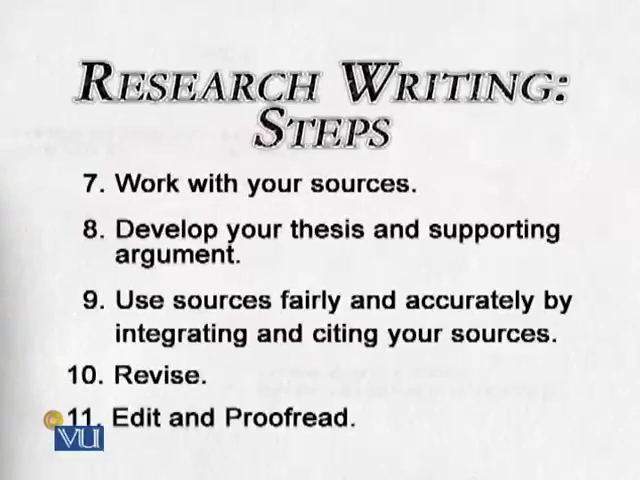 RESEARCH WRITING:
STEPS
7. Work with your sources.
8. Develop your thesis and supporting
argument.
9. Use sources fairly and accurately by
integrating and citing your sources.
10. Revise.
11. Edit and Proofread.
VU